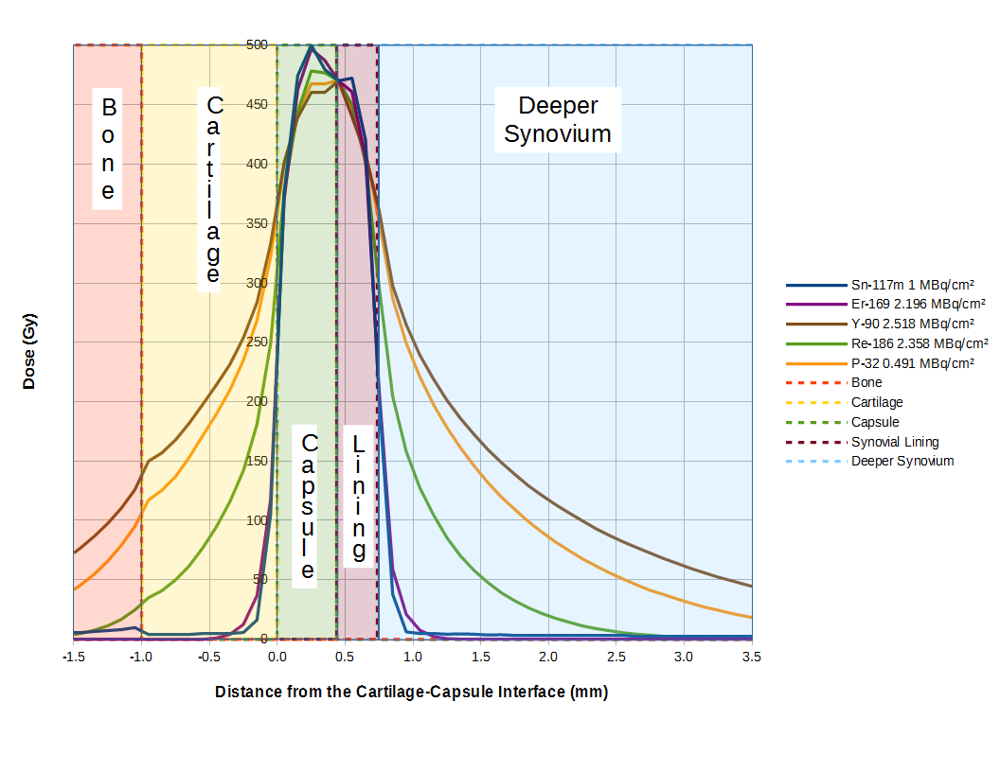 500
450
400
350
300
250
200
150
100
50
0
-1.5 -1.0 -0.5 0.0 0.5 1.0 1.5 2.0 2.5 3.0 3.5
Dose (Gy)
Distance from the Cartilage-Capsule Interface (mm)
Bone
Cartilage
Capsule
Lining
Deeper
Synovium
Sn-117m 1 MBq/cm²
Er-169 2.196 MBq/cm²
Y-90 2.518 MBq/cm²
Re-186 2.358 MBq/cm²
P-32 0.491 MBq/cm²
Bone
Cartilage
Capsule
Synovial Lining
Deeper Synovium